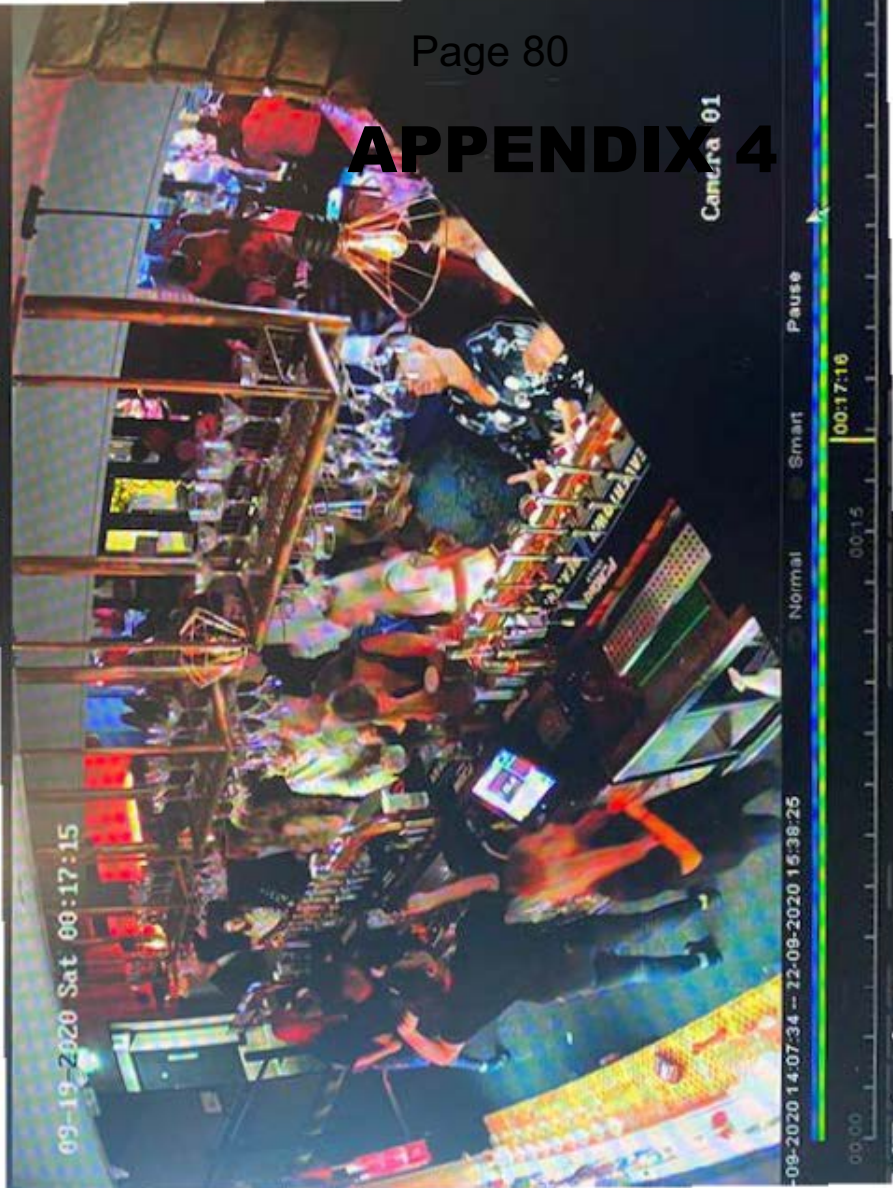 Page 80
APPENDIX 4
09-19-2020 Sat 00:17:15
Camera 01
-09-2020 14:07:34 -- 22-09-2020 15:38:25
Normal
Smart
Pause
00:17:16
00:00
00:15